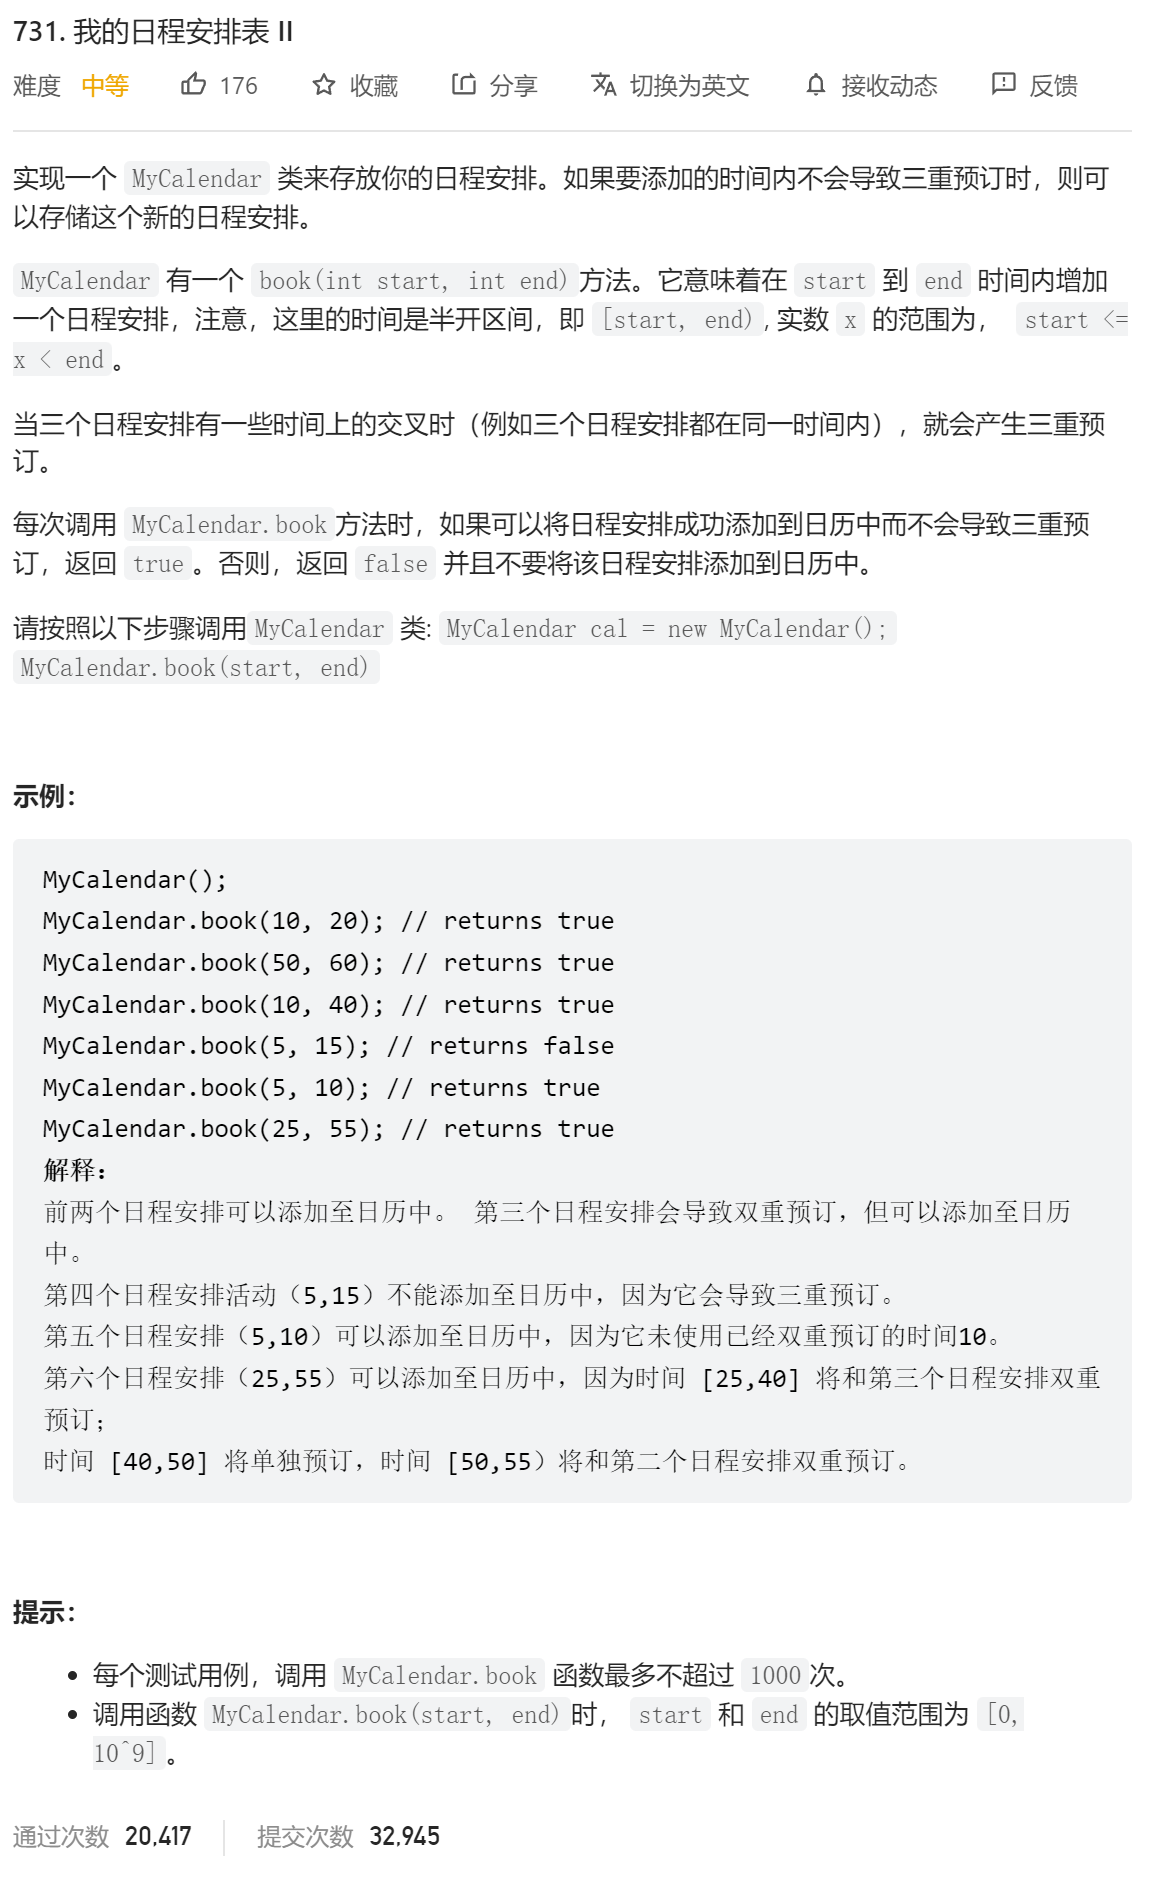 731. 我的日程安排表 II
难度 中等 176 收藏 分享 切换为英文 接收动态 反馈
实现一个 MyCalendar 类来存放你的日程安排。如果要添加的时间内不会导致三重预订时，则可
以存储这个新的日程安排。
MyCalendar 有一个 book(int start, int end)方法。它意味着在 start 到 end 时间内增加
一个日程安排，注意，这里的时间是半开区间，即 [start, end), 实数 x 的范围为， start <=
x < end。
当三个日程安排有一些时间上的交叉时（例如三个日程安排都在同一时间内），就会产生三重预
订。
每次调用 MyCalendar.book方法时，如果可以将日程安排成功添加到日历中而不会导致三重预
订，返回 true。否则，返回 false 并且不要将该日程安排添加到日历中。
请按照以下步骤调用MyCalendar 类: MyCalendar cal = new MyCalendar();
MyCalendar.book(start, end)
示例：
MyCalendar();
MyCalendar.book(10, 20); // returns true
MyCalendar.book(50, 60); // returns true
MyCalendar.book(10, 40); // returns true
MyCalendar.book(5, 15); // returns false
MyCalendar.book(5, 10); // returns true
MyCalendar.book(25, 55); // returns true
解释：
前两个日程安排可以添加至日历中。 第三个日程安排会导致双重预订，但可以添加至日历
中。
第四个日程安排活动（5,15）不能添加至日历中，因为它会导致三重预订。
第五个日程安排（5,10）可以添加至日历中，因为它未使用已经双重预订的时间10。
第六个日程安排（25,55）可以添加至日历中，因为时间 [25,40] 将和第三个日程安排双重
预订；
时间 [40,50] 将单独预订，时间 [50,55）将和第二个日程安排双重预订。
提示：
• 每个测试用例，调用 MyCalendar.book 函数最多不超过 1000次。
• 调用函数 MyCalendar.book(start, end)时， start 和 end 的取值范围为 [0,
10^9]。
通过次数 20,417 提交次数 32,945